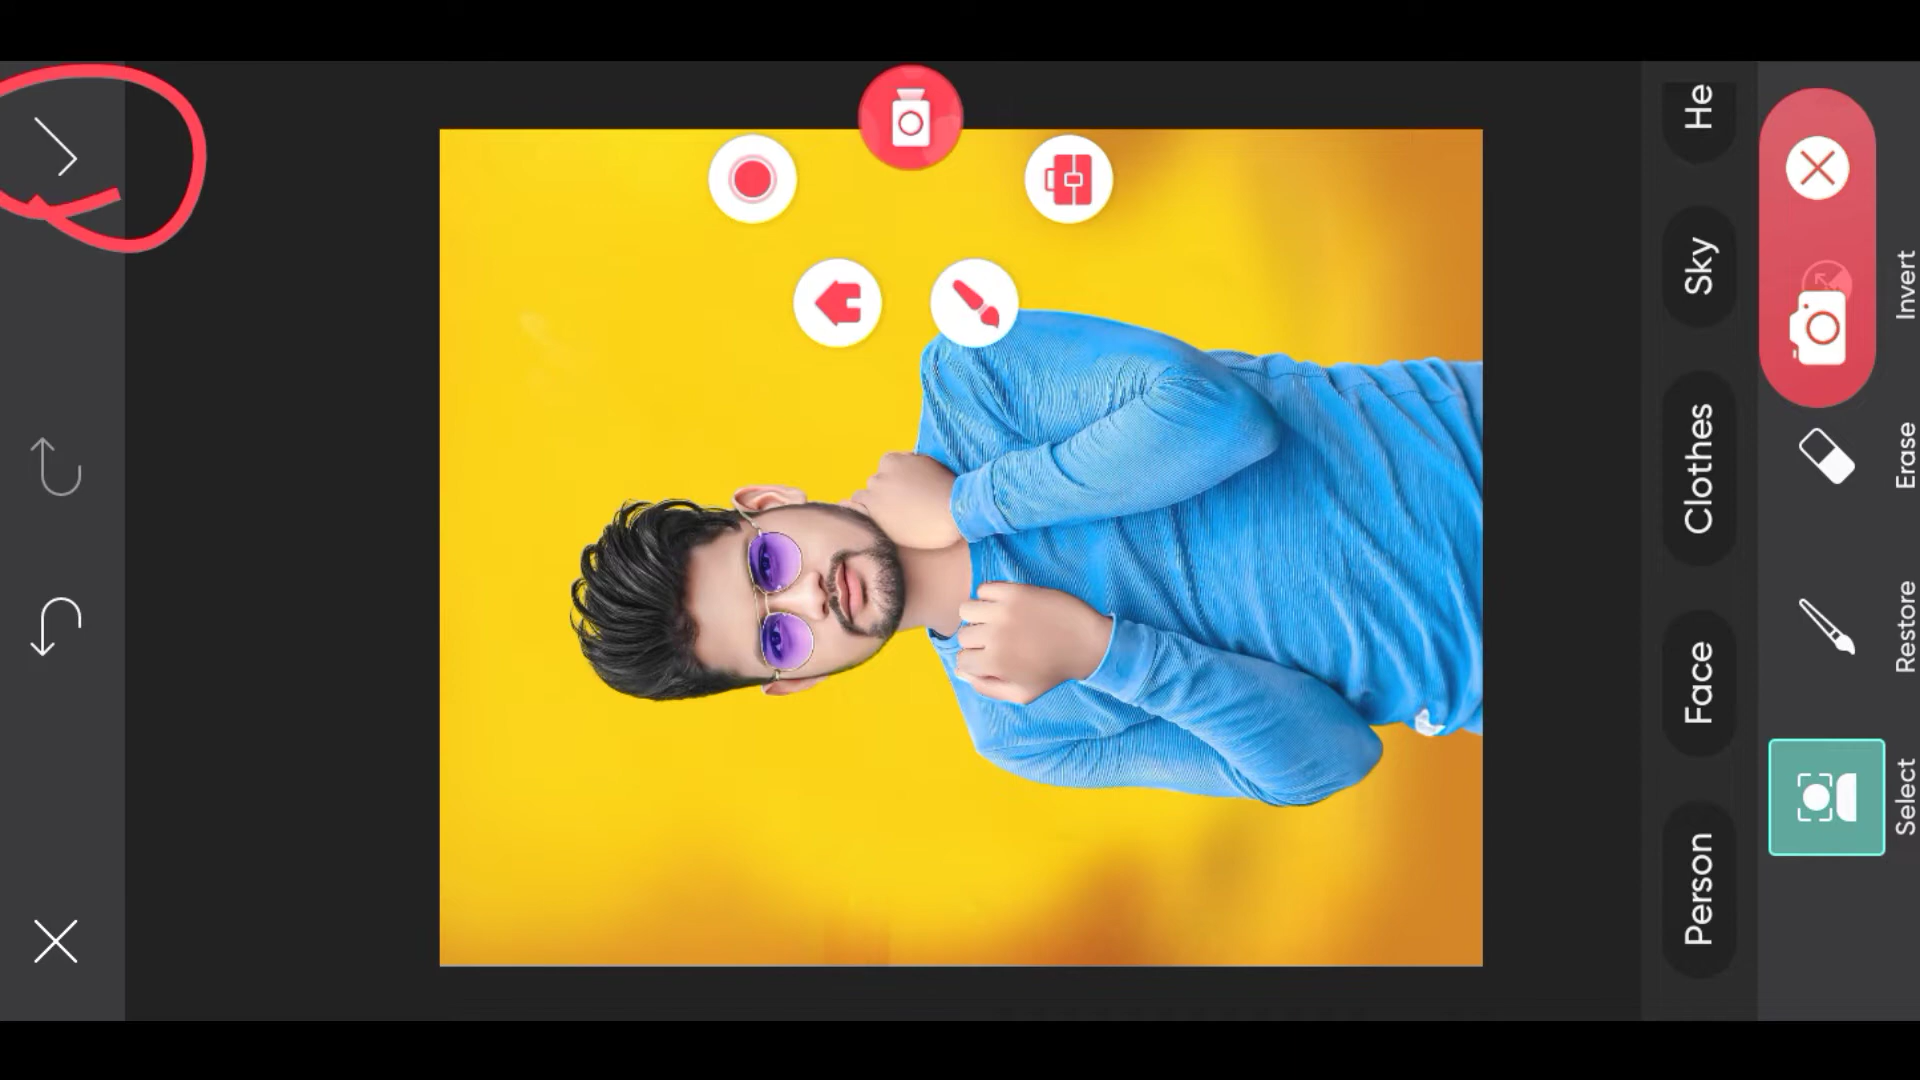 Person
Face
Clothes
Sky
He
Select
Restore
Erase
Invert